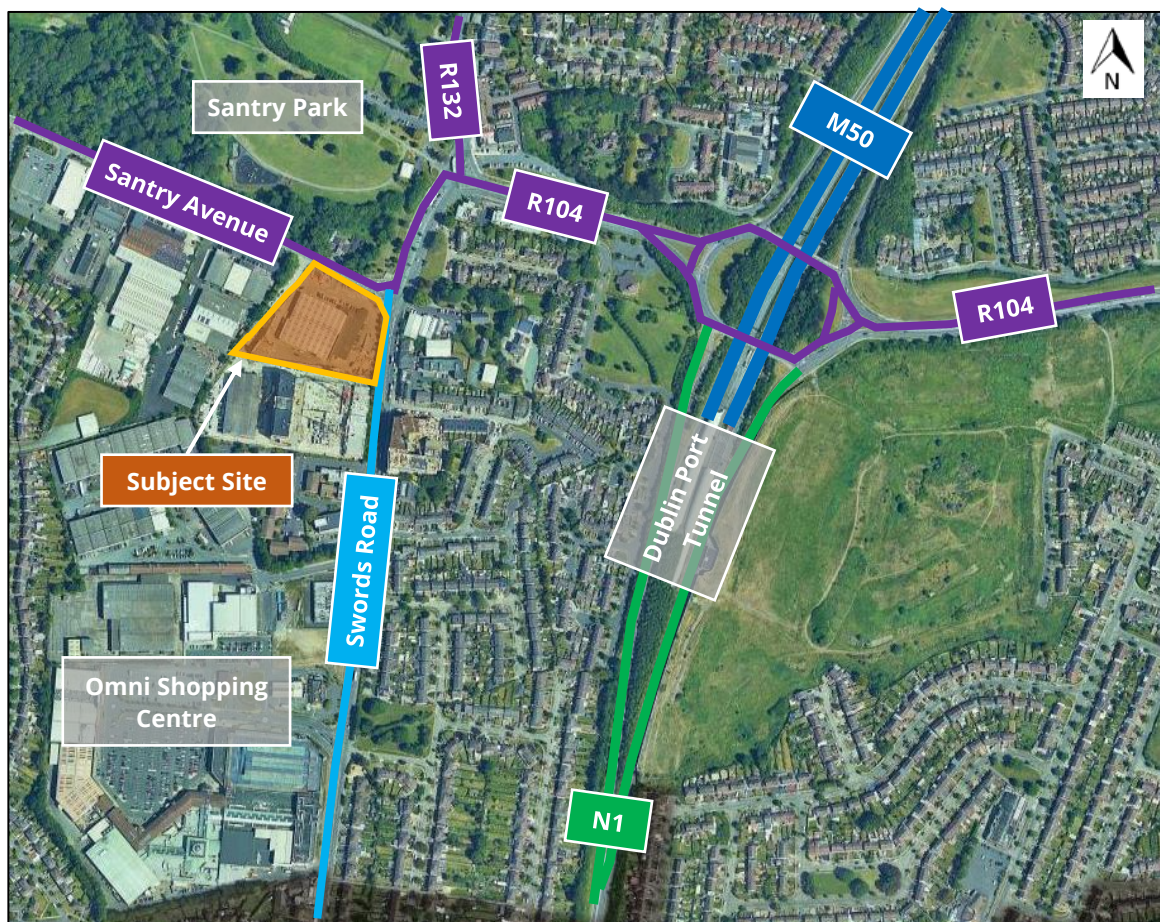 N
R132
Santry Park
M50
Santry Avenue
R104
R104
Subject Site
Dublin Port
Tunnel
Swords Road
Omni Shopping
Centre
N1